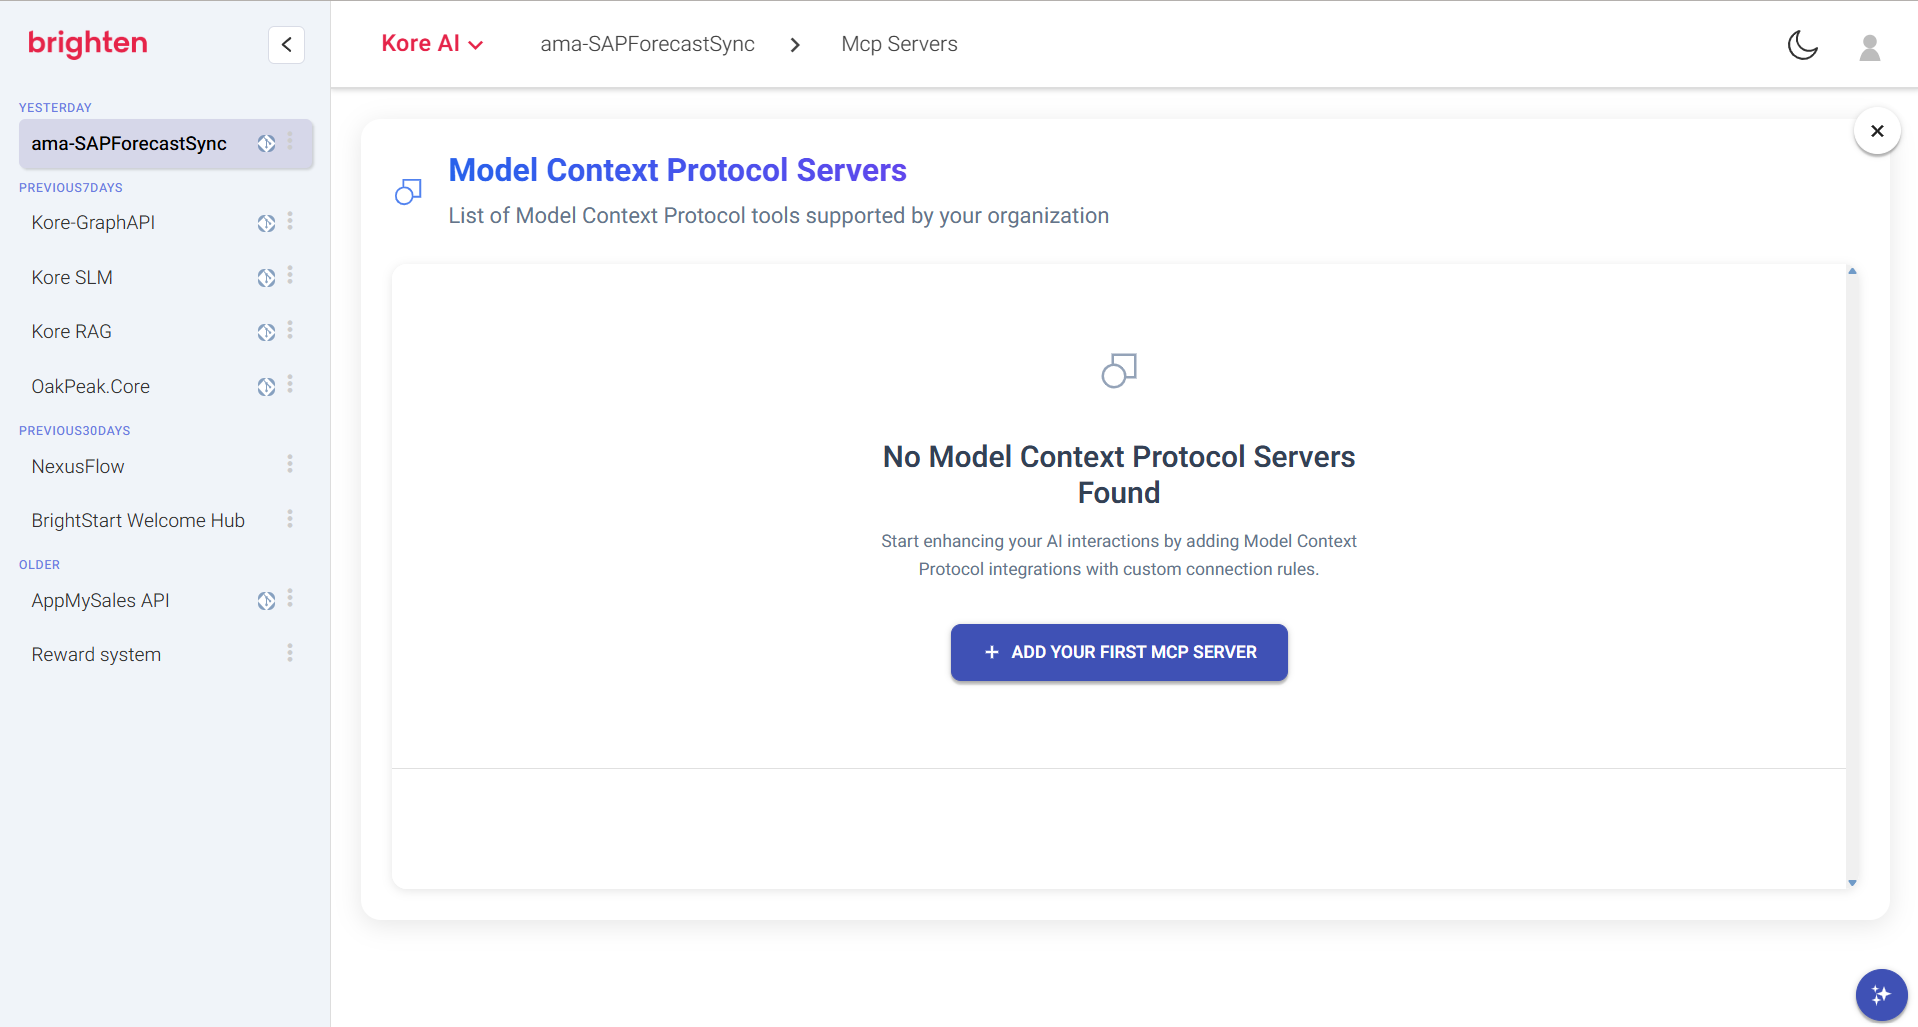 brighten
Kore AI
ama-SAPForecastSync
Mcp Servers
YESTERDAY
ama-SAPForecastSync
PREVIOUS7DAYS
Kore-GraphAPI
Kore SLM
Kore RAG
OakPeak.Core
PREVIOUS30DAYS
NexusFlow
BrightStart Welcome Hub
OLDER
AppMySales API
Reward system
Model Context Protocol Servers
List of Model Context Protocol tools supported by your organization
No Model Context Protocol Servers
Found
Start enhancing your AI interactions by adding Model Context
Protocol integrations with custom connection rules.
+ ADD YOUR FIRST MCP SERVER